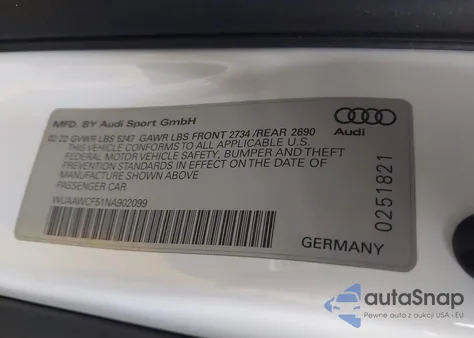 MFD. BY Audi Sport GmbH
02/22 GVWR LBS 5247 GAWR LBS FRONT 2734/REAR 2690
THIS VEHICLE CONFORMS TO ALL APPLICABLE U.S.
FEDERAL MOTOR VEHICLE SAFETY, BUMPER AND THEFT
PREVENTION STANDARDS IN EFFECT ON THE DATE OF
MANUFACTURE SHOWN ABOVE.
PASSENGER CAR
WUAAWCF51NA902099
Audi
0251821
GERMANY
autoSnap
Pewne auta z aukcji USA i EU